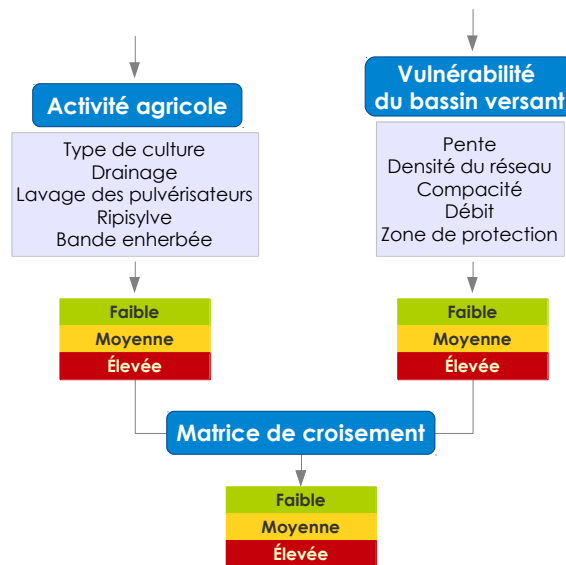 Activité agricole
Type de culture
Drainage
Lavage des pulvérisateurs
Ripisylve
Bande enherbée
Faible
Moyenne
Élevée
Vulnérabilité
du bassin versant
Pente
Densité du réseau
Compacité
Débit
Zone de protection
Faible
Moyenne
Élevée
Matrice de croisement
Faible
Moyenne
Élevée